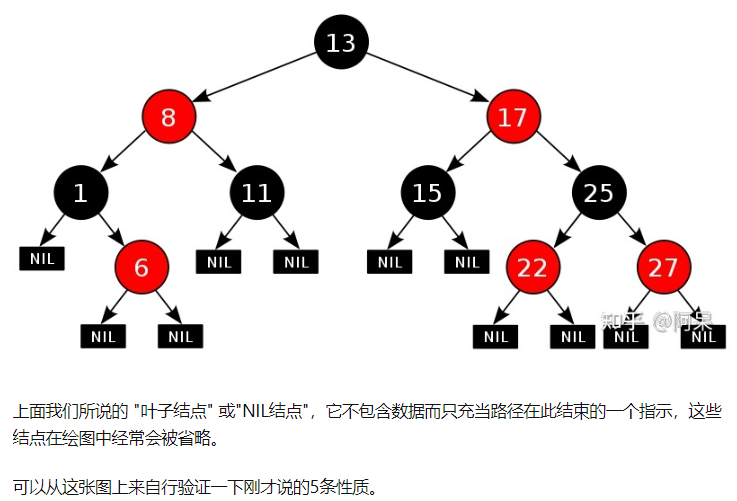 13
8
17
1
11
15
25
NIL
6
NIL
NIL
NIL
NIL
22
27
NIL
NIL
NIL
NIL
NIL
NIL
知乎 @阿呆
上面我们所说的 "叶子结点" 或"NIL结点"，它不包含数据而只充当路径在此结束的一个指示，这些
结点在绘图中经常会被省略。
可以从这张图上来自行验证一下刚才说的5条性质。